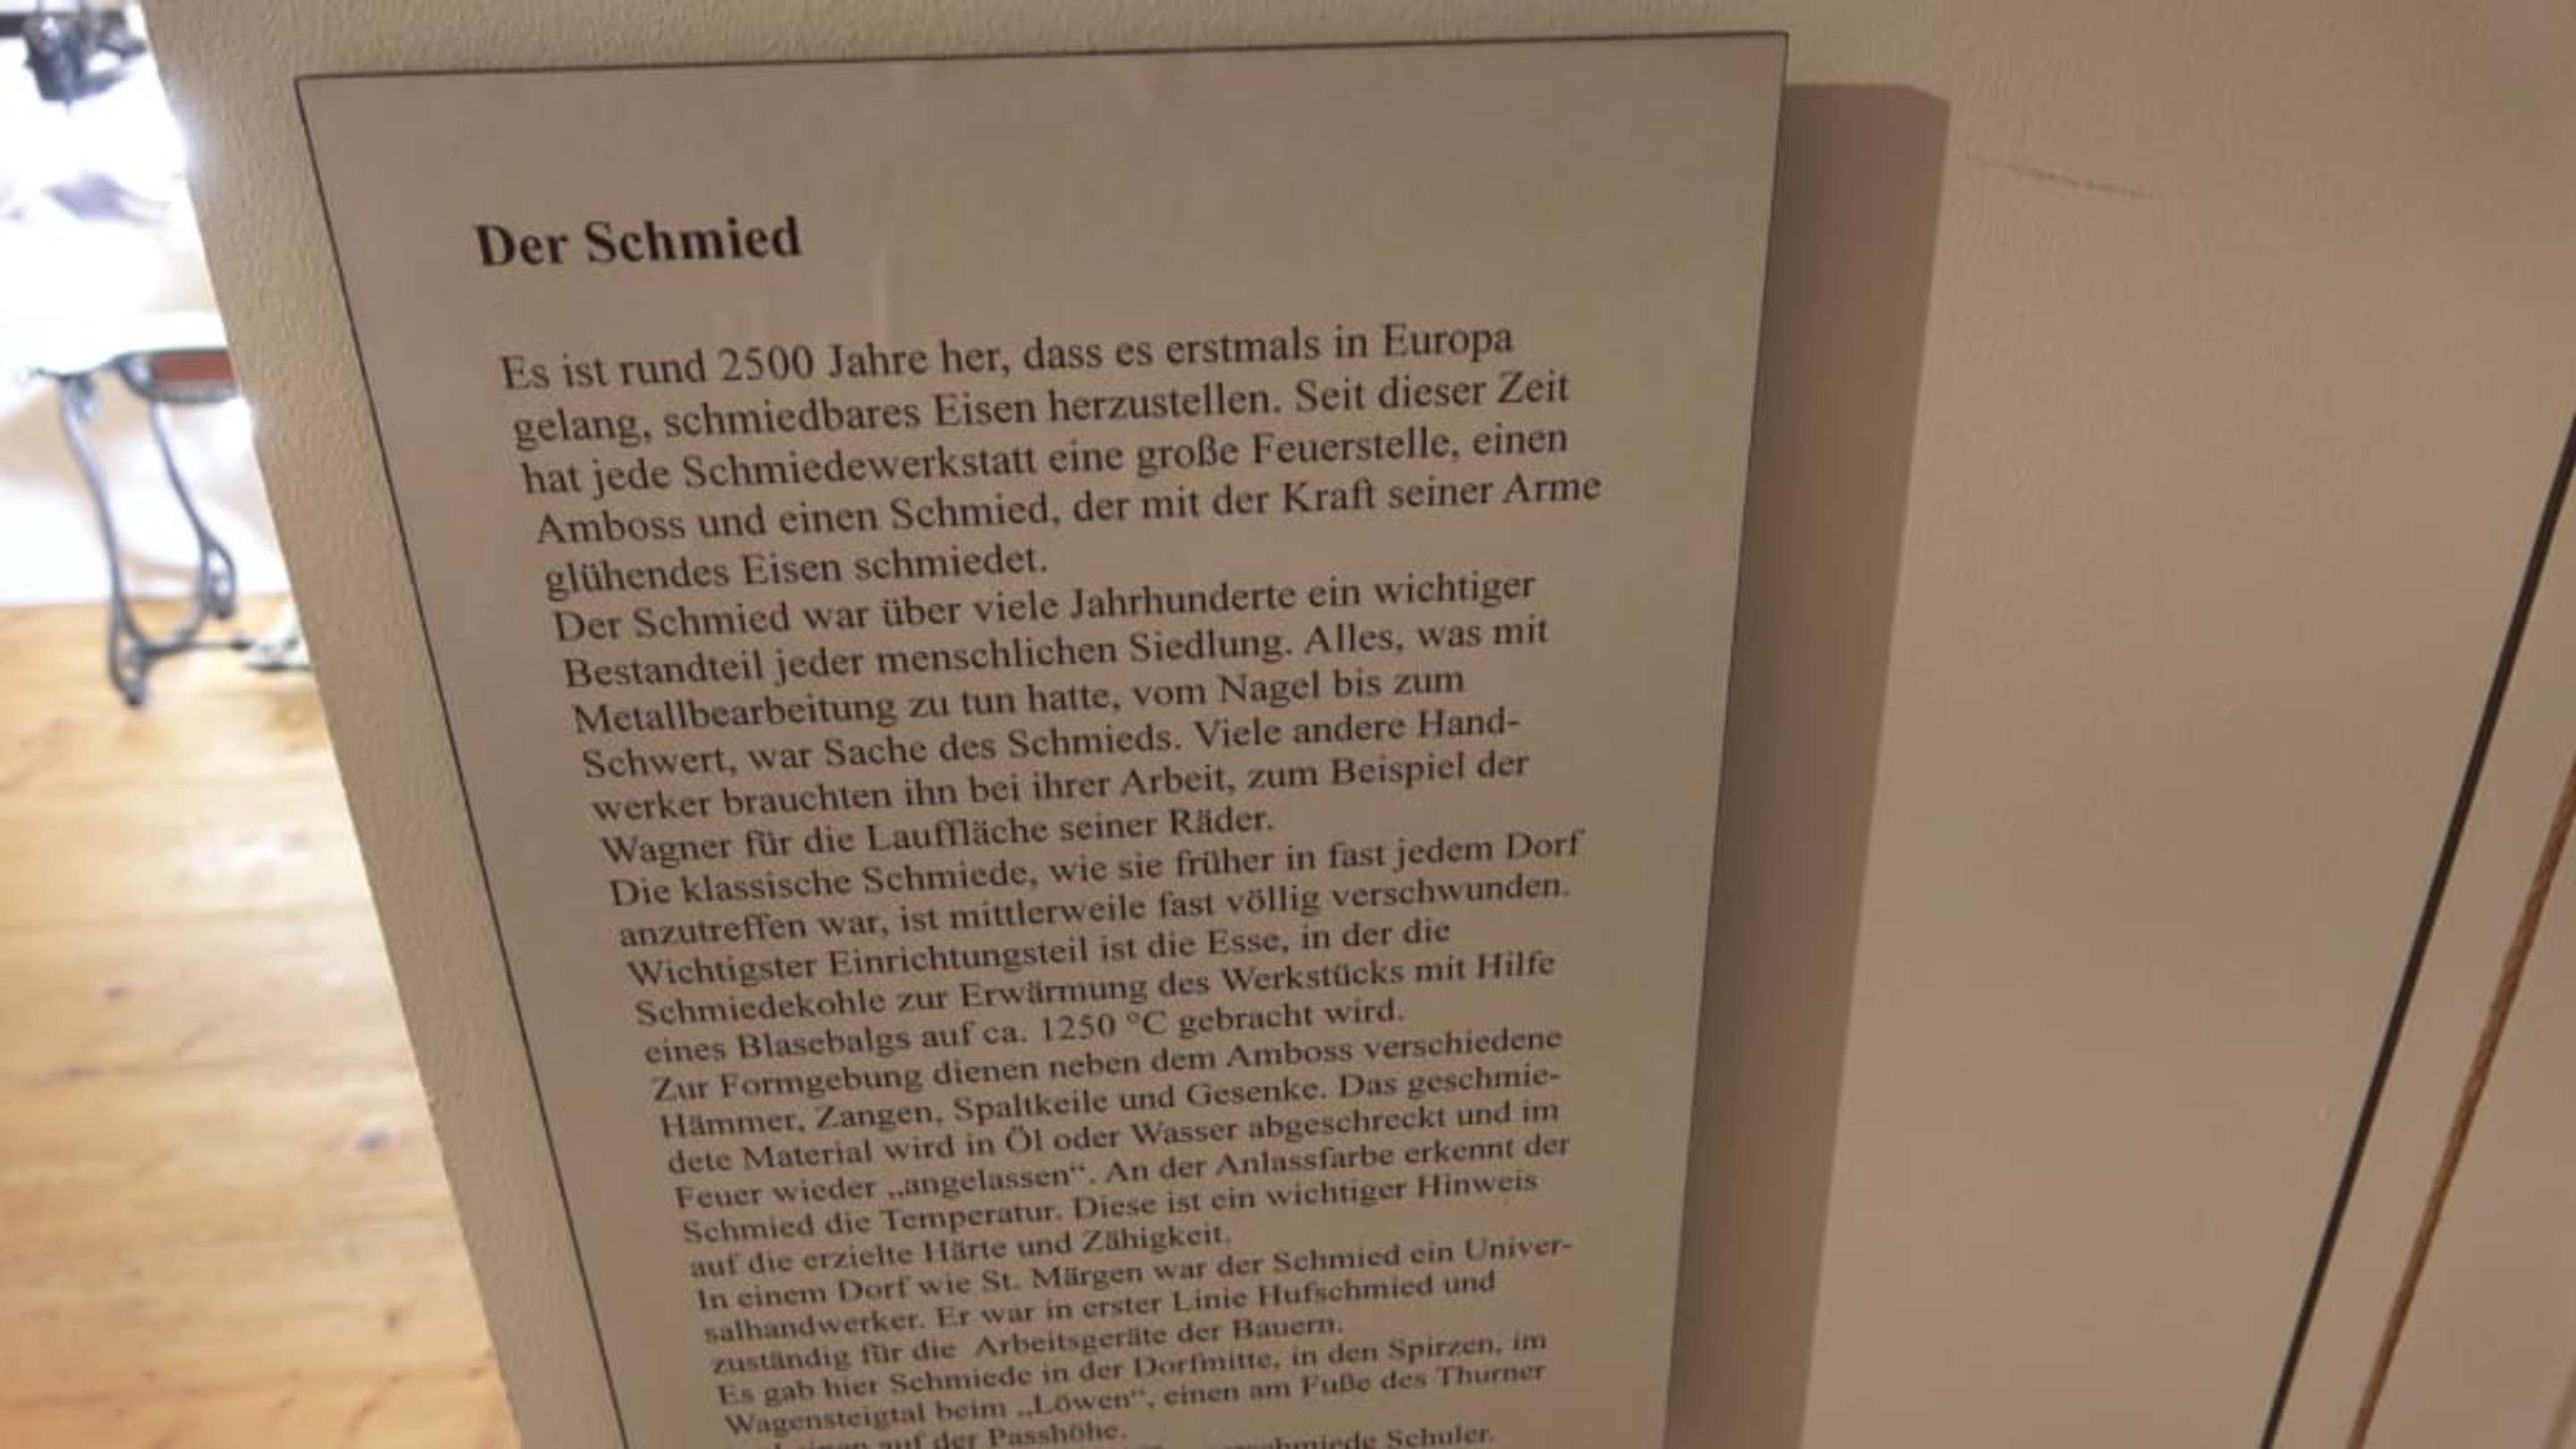 Der Schmied
Es ist rund 2500 Jahre her, dass es erstmals in Europa
gelang, schmiedbares Eisen herzustellen. Seit dieser Zeit
hat jede Schmiedewerkstatt eine große Feuerstelle, einen
Amboss und einen Schmied, der mit der Kraft seiner Arme
glühendes Eisen schmiedet.
Der Schmied war über viele Jahrhunderte ein wichtiger
Bestandteil jeder menschlichen Siedlung. Alles, was mit
Metallbearbeitung zu tun hatte, vom Nagel bis zum
Schwert, war Sache des Schmieds. Viele andere Hand-
werker brauchten ihn bei ihrer Arbeit, zum Beispiel der
Wagner für die Lauffläche seiner Räder.
Die klassische Schmiede, wie sie früher in fast jedem Dorf
anzutreffen war, ist mittlerweile fast völlig verschwunden.
Wichtigster Einrichtungsteil ist die Esse, in der die
Schmiedekohle zur Erwärmung des Werkstücks mit Hilfe
eines Blasebalgs auf ca. 1250 °C gebracht wird.
Zur Formgebung dienen neben dem Amboss verschiedene
Hämmer, Zangen, Spaltkeile und Gesenke. Das geschmie-
dete Material wird in Öl oder Wasser abgeschreckt und im
Feuer wieder „angelassen“. An der Anlassfarbe erkennt der
Schmied die Temperatur. Diese ist ein wichtiger Hinweis
auf die erzielte Härte und Zähigkeit.
In einem Dorf wie St. Märgen war der Schmied ein Univer-
salhandwerker. Er war in erster Linie Hufschmied und
zuständig für die Arbeitsgeräte der Bauern.
Es gab hier Schmiede in der Dorfmitte, in den Spirzen, im
Wagensteigtal beim „Löwen“, einen am Fuße des Thurner
auf der Passhöhe.
Schuler.